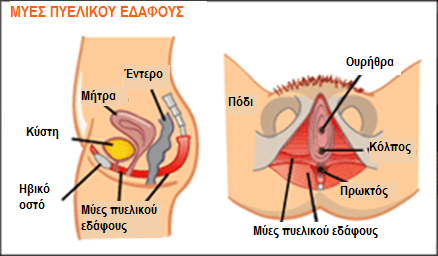 ΜΥΕΣ ΠΥΕΛΙΚΟΥ ΕΔΑΦΟΥΣ
Έντερο
Μήτρα
Κύστη
Ηβικό
οστό
Μύες πυελικού
εδάφους
Ουρήθρα
Πόδι
Κόλπος
Πρωκτός
Μύες πυελικού εδάφους